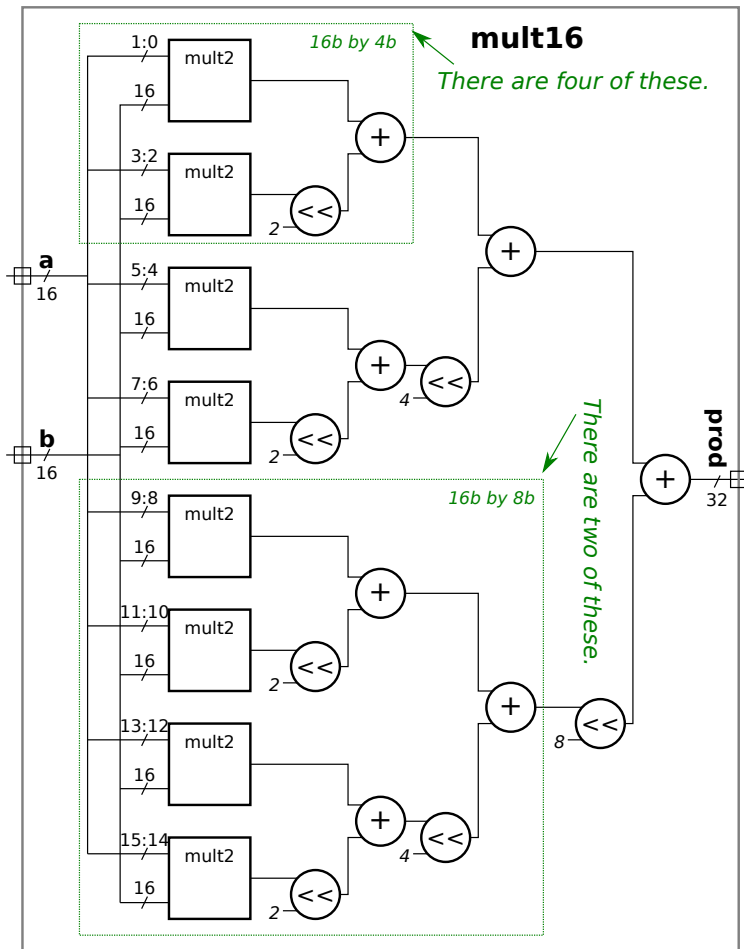 mult16
16b by 4b
There are four of these.
1:0
mult2
16
+
3:2
mult2
16
<<
2
+
a
16
5:4
mult2
16
+
<<
4
7:6
mult2
16
<<
2
b
16
There are two of these.
prod
32
+
16b by 8b
9:8
mult2
16
+
11:10
mult2
16
<<
2
+
<<
8
13:12
mult2
16
+
<<
4
15:14
mult2
16
<<
2